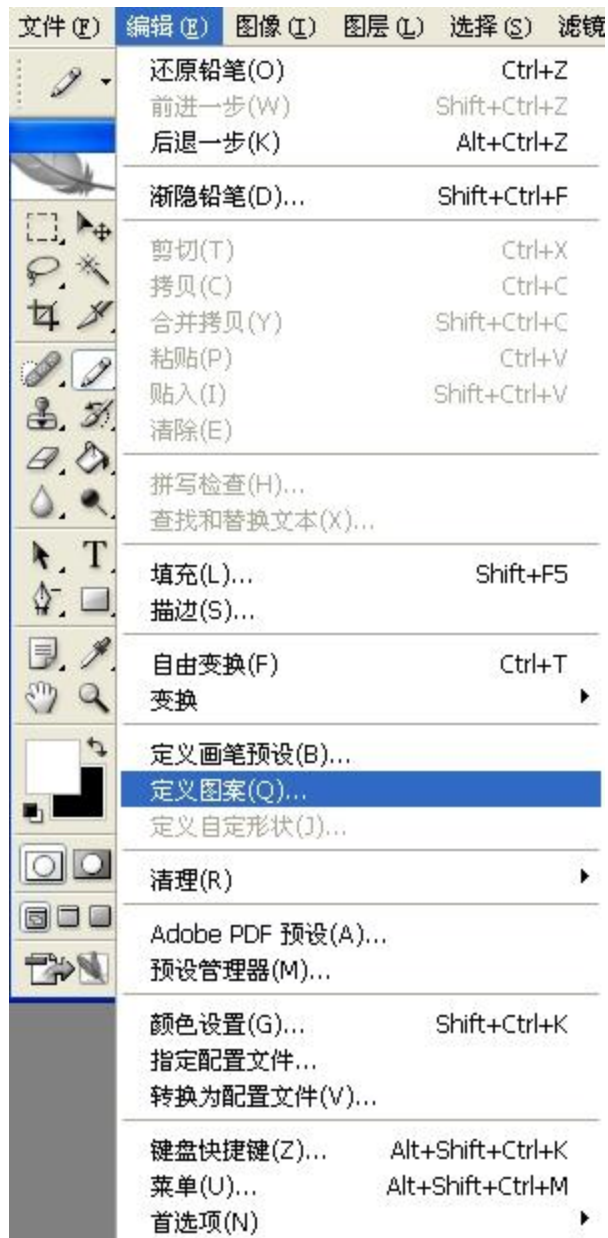 文件(F) 编辑(E) 图像(I) 图层(L) 选择(S) 滤镜
还原铅笔(O) Ctrl+Z
前进一步(W) Shift+Ctrl+Z
后退一步(K) Alt+Ctrl+Z
渐隐铅笔(D)... Shift+Ctrl+F
剪切(T) Ctrl+X
拷贝(C) Ctrl+C
合并拷贝(Y) Shift+Ctrl+C
粘贴(P) Ctrl+V
贴入(I) Shift+Ctrl+V
清除(E)
拼写检查(H)...
查找和替换文本(X)...
填充(L)... Shift+F5
描边(S)...
自由变换(F) Ctrl+T
变换
定义画笔预设(B)...
定义图案(Q)...
定义自定形状(J)...
清理(R)
Adobe PDF 预设(A)...
预设管理器(M)...
颜色设置(G)... Shift+Ctrl+K
指定配置文件...
转换为配置文件(V)...
键盘快捷键(Z)... Alt+Shift+Ctrl+K
菜单(U)... Alt+Shift+Ctrl+M
首选项(N)